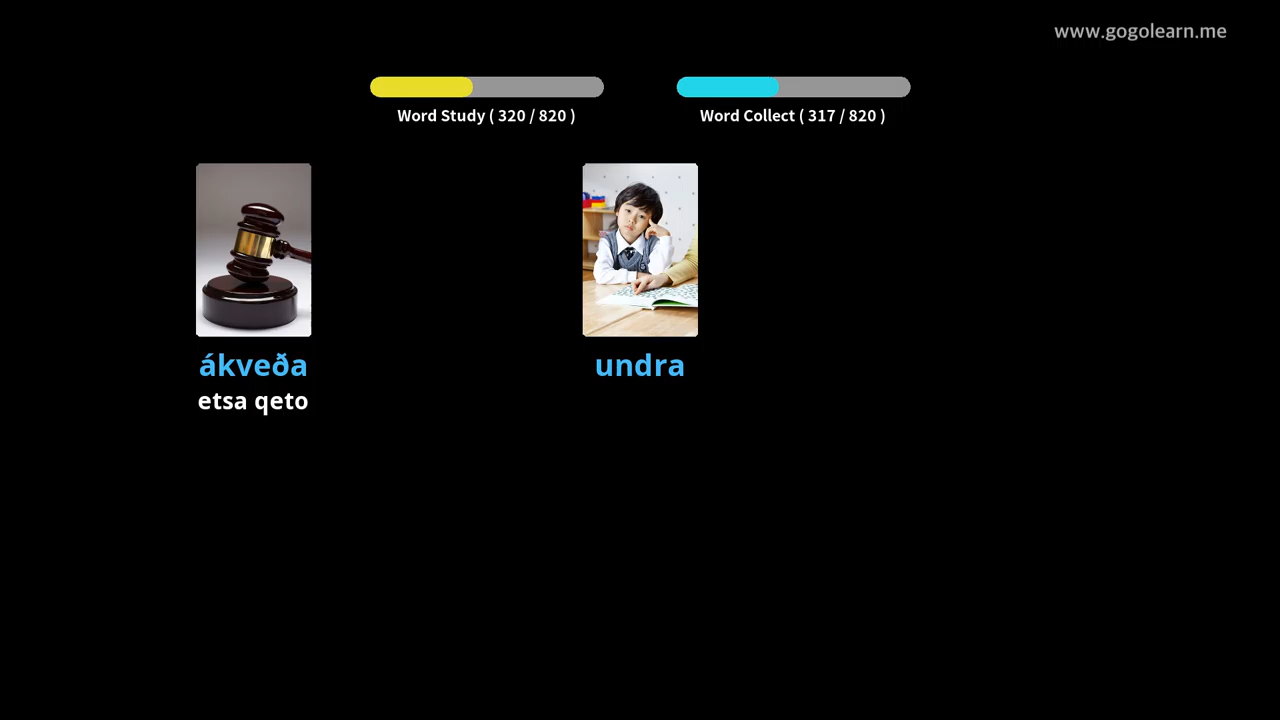 www.gogolearn.me
Word Study ( 320 / 820 )
Word Collect ( 317 / 820 )
ákveða
etsa qeto
undra